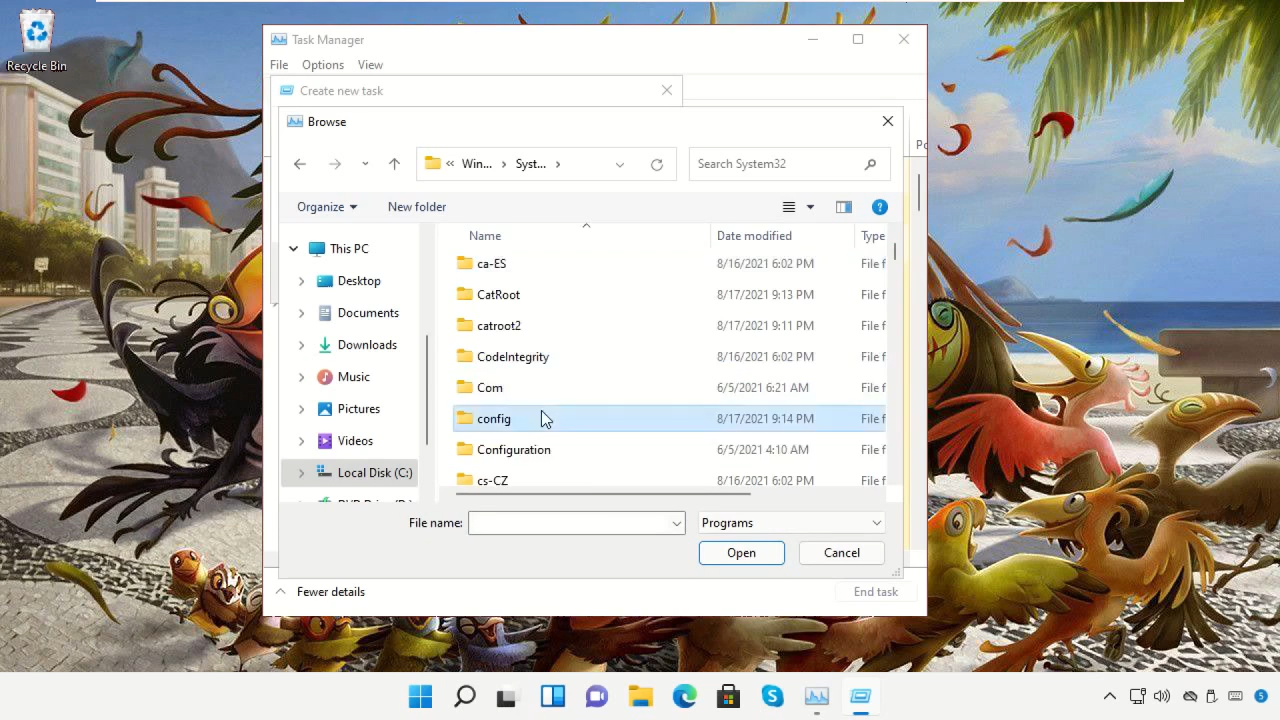 Recycle Bin
Task Manager
File Options View
Create new task
Browse
« Win... › Syst... ›
Search System32
Organize New folder
Name Date modified Type
This PC
Desktop
Documents
Downloads
Music
Pictures
Videos
Local Disk (C:)
ca-ES 8/16/2021 6:02 PM File f
CatRoot 8/17/2021 9:13 PM File f
catroot2 8/17/2021 9:11 PM File f
CodeIntegrity 8/16/2021 6:02 PM File f
Com 6/5/2021 6:21 AM File f
config 8/17/2021 9:14 PM File f
Configuration 6/5/2021 4:10 AM File f
cs-CZ 8/16/2021 6:02 PM File f
File name: Programs
Open Cancel
Fewer details End task
5